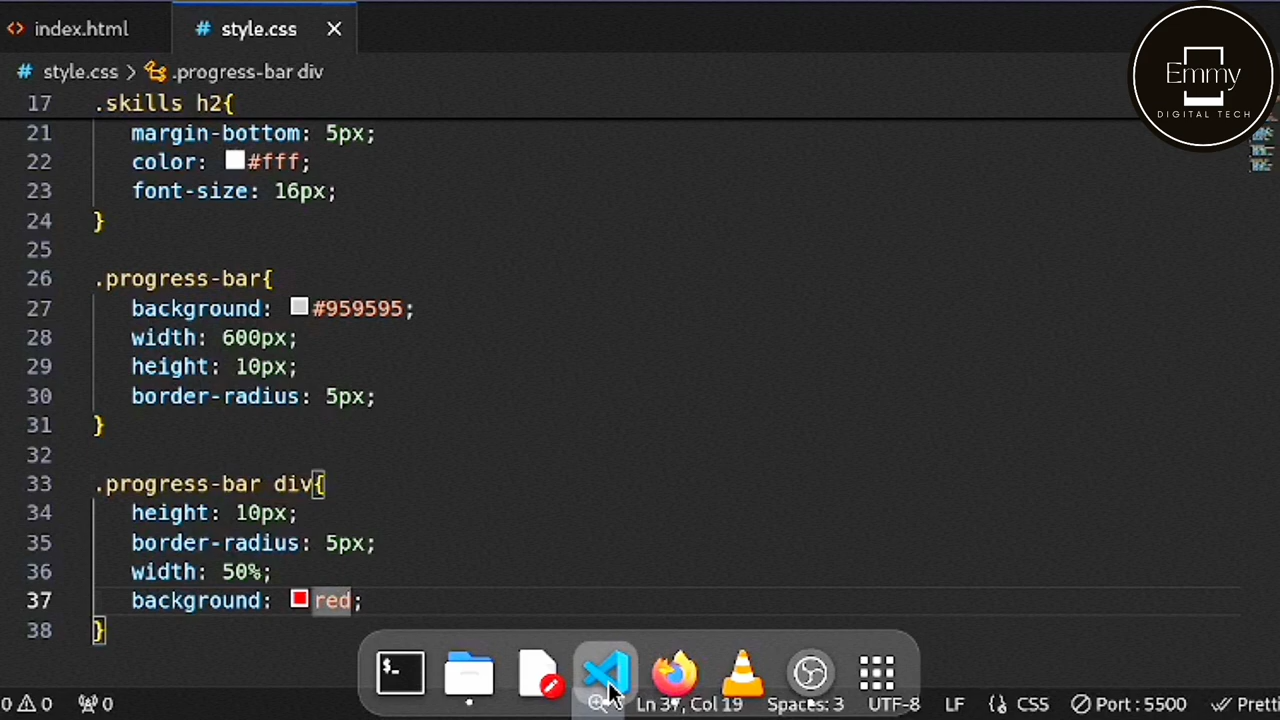 index.html
style.css
Emmy
DIGITAL TECH
style.css > .progress-bar div
17 .skills h2{
21 margin-bottom: 5px;
22 color: #fff;
23 font-size: 16px;
24 }
25
26 .progress-bar{
27 background: #959595;
28 width: 600px;
29 height: 10px;
30 border-radius: 5px;
31 }
32
33 .progress-bar div{
34 height: 10px;
35 border-radius: 5px;
36 width: 50%;
37 background: red;
38 }
$-
0 0 0 Ln 37, Col 19 Spaces: 3 UTF-8 LF {} CSS Port : 5500 Pretti